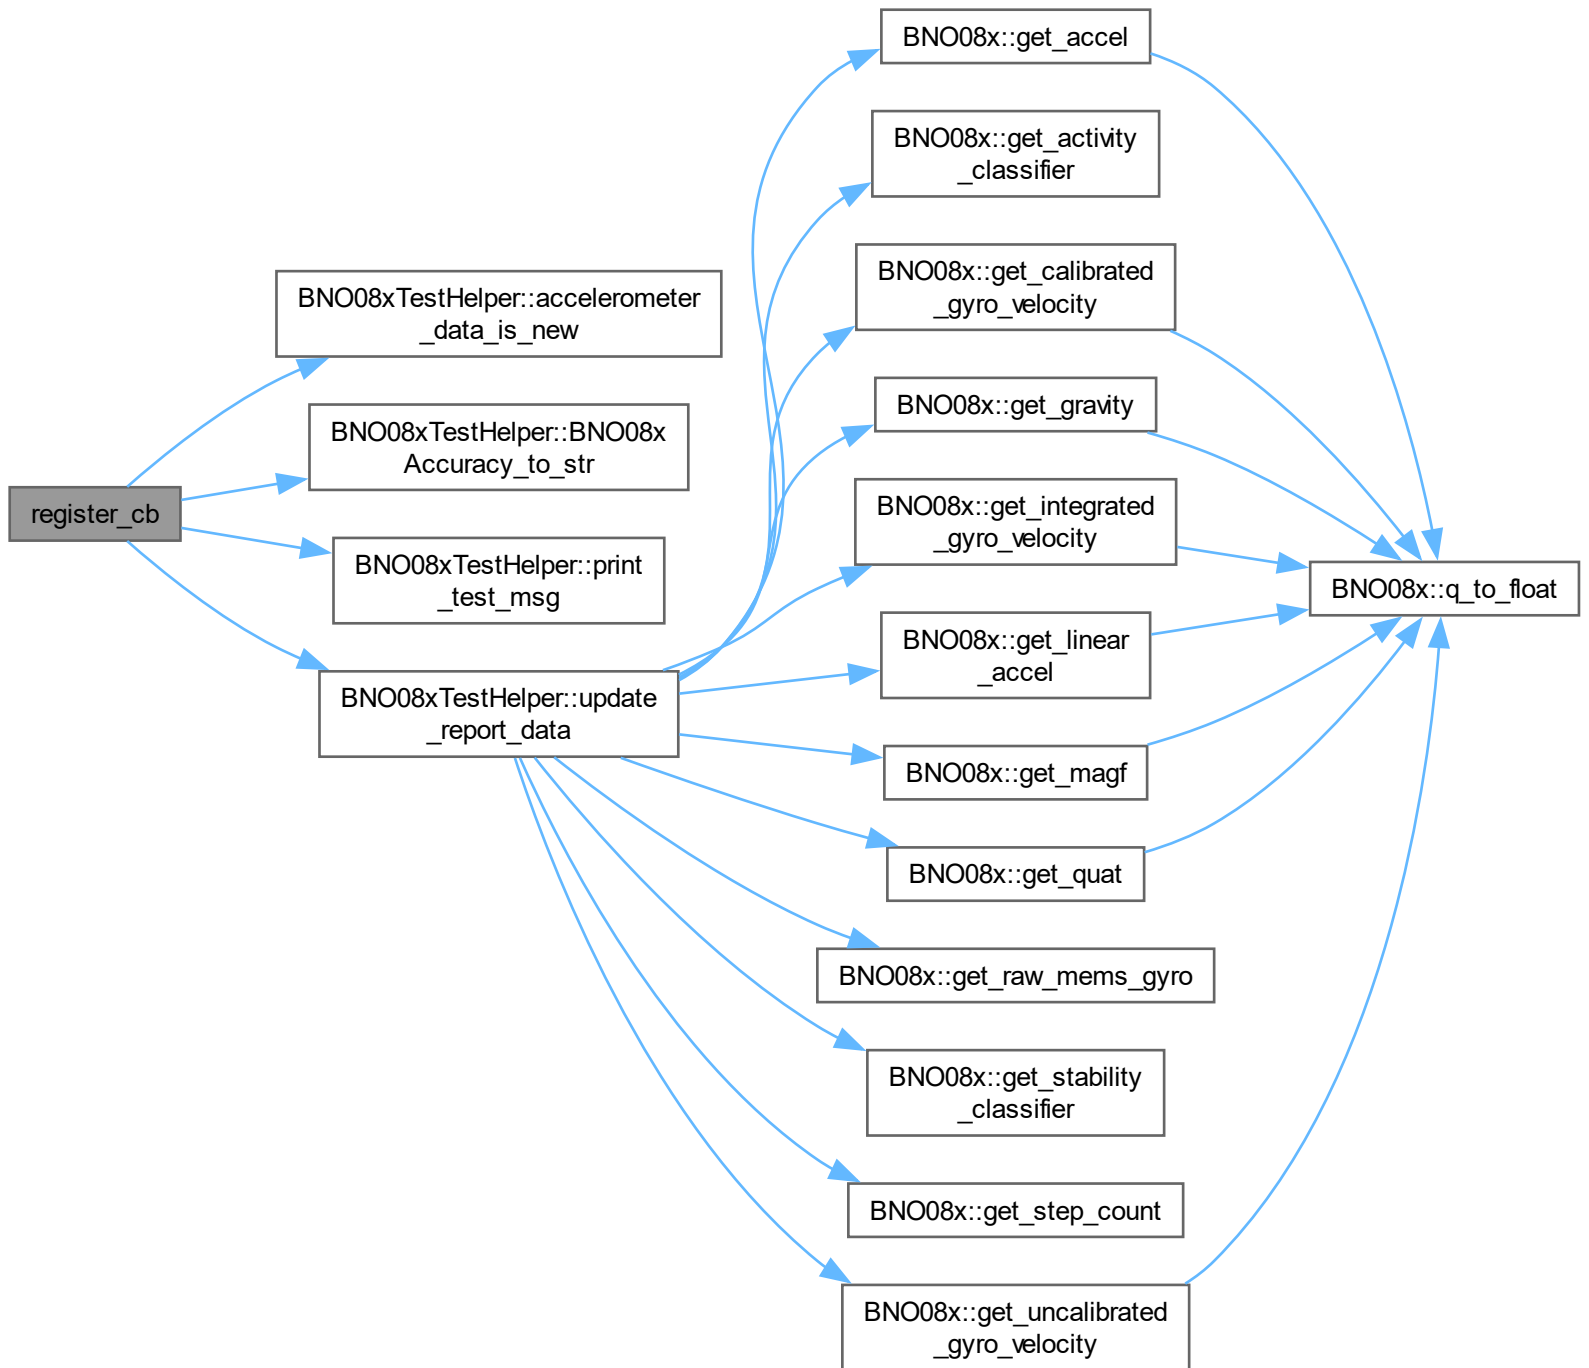 register_cb
BNO08xTestHelper::accelerometer
_data_is_new
BNO08xTestHelper::BNO08x
Accuracy_to_str
BNO08xTestHelper::print
_test_msg
BNO08xTestHelper::update
_report_data
BNO08x::get_accel
BNO08x::get_activity
_classifier
BNO08x::get_calibrated
_gyro_velocity
BNO08x::get_gravity
BNO08x::get_integrated
_gyro_velocity
BNO08x::get_linear
_accel
BNO08x::get_magf
BNO08x::get_quat
BNO08x::get_raw_mems_gyro
BNO08x::get_stability
_classifier
BNO08x::get_step_count
BNO08x::get_uncalibrated
_gyro_velocity
BNO08x::q_to_float